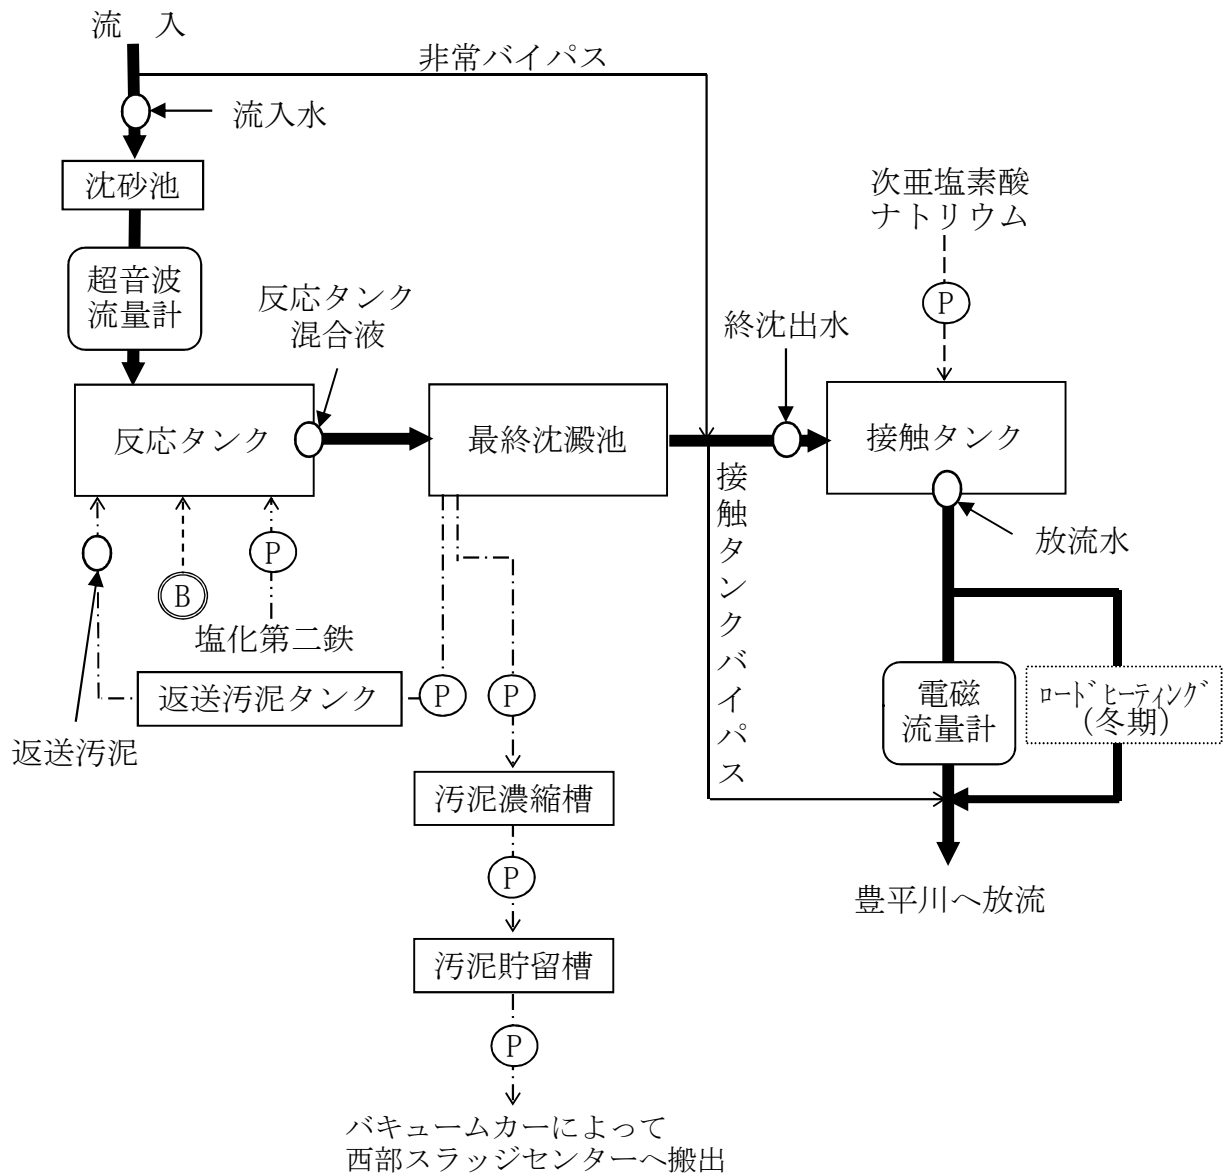 流　入
非常バイパス
流入水
沈砂池
次亜塩素酸
ナトリウム
超音波
流量計
反応タンク
混合液
P
終沈出水
反応タンク
最終沈澱池
接触タンク
接触タンクバイパス
放流水
P
B
塩化第二鉄
返送汚泥タンク
P
P
電磁
流量計
ﾛｰﾄﾞﾋｰﾃｨﾝｸﾞ
(冬期)
返送汚泥
汚泥濃縮槽
P
豊平川へ放流
汚泥貯留槽
P
バキュームカーによって
西部スラッジセンターへ搬出